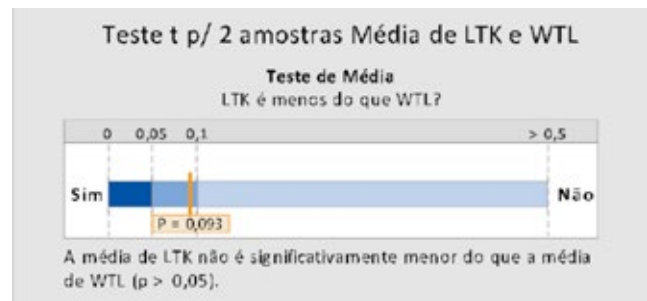 Teste t p/ 2 amostras Média de LTK e WTL
Teste de Média
LTK é menos do que WTL?
0 0,05 0,1 > 0,5
Sim Não
P = 0,093
A média de LTK não é significativamente menor do que a média
de WTL (p > 0,05).